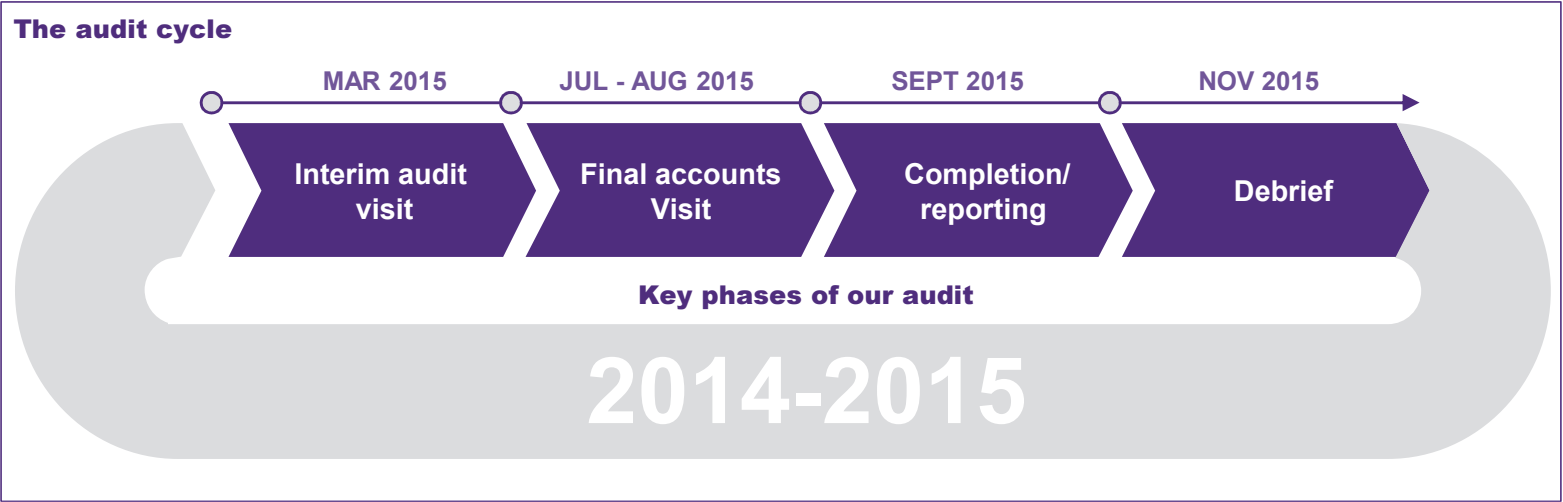 The audit cycle
MAR 2015
JUL - AUG 2015
SEPT 2015
NOV 2015
Interim audit
visit
Final accounts
Visit
Completion/
reporting
Debrief
Key phases of our audit
2014-2015